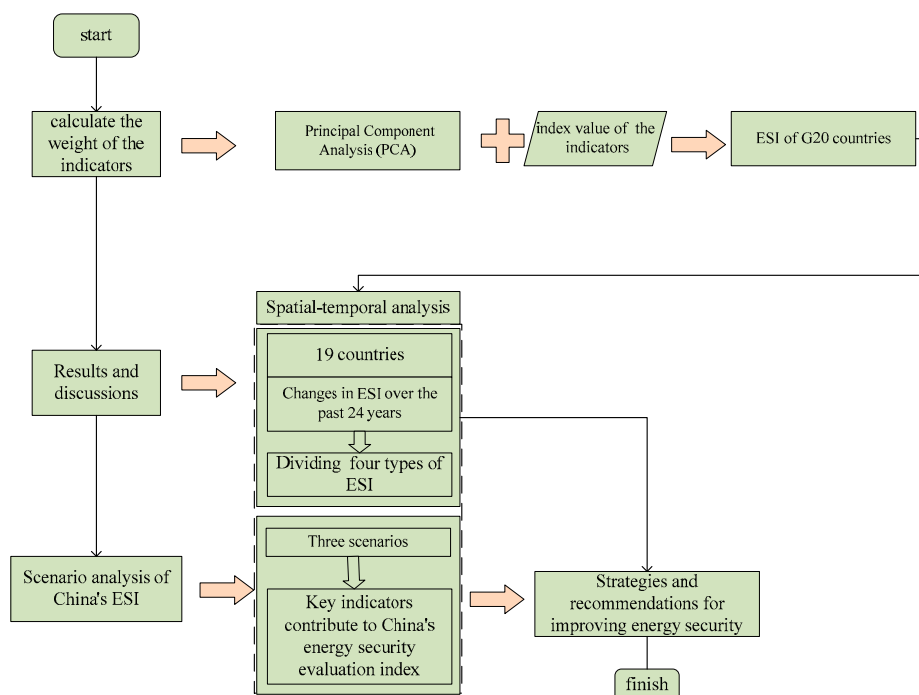 start
calculate the
weight of the
indicators
Principal Component
Analysis (PCA)
index value of the
indicators
ESI of G20 countries
Spatial-temporal analysis
19 countries
Changes in ESI over the
past 24 years
Dividing four types of
ESI
Results and
discussions
Three scenarios
Key indicators
contribute to China's
energy security
evaluation index
Scenario analysis of
China's ESI
Strategies and
recommendations for
improving energy security
finish